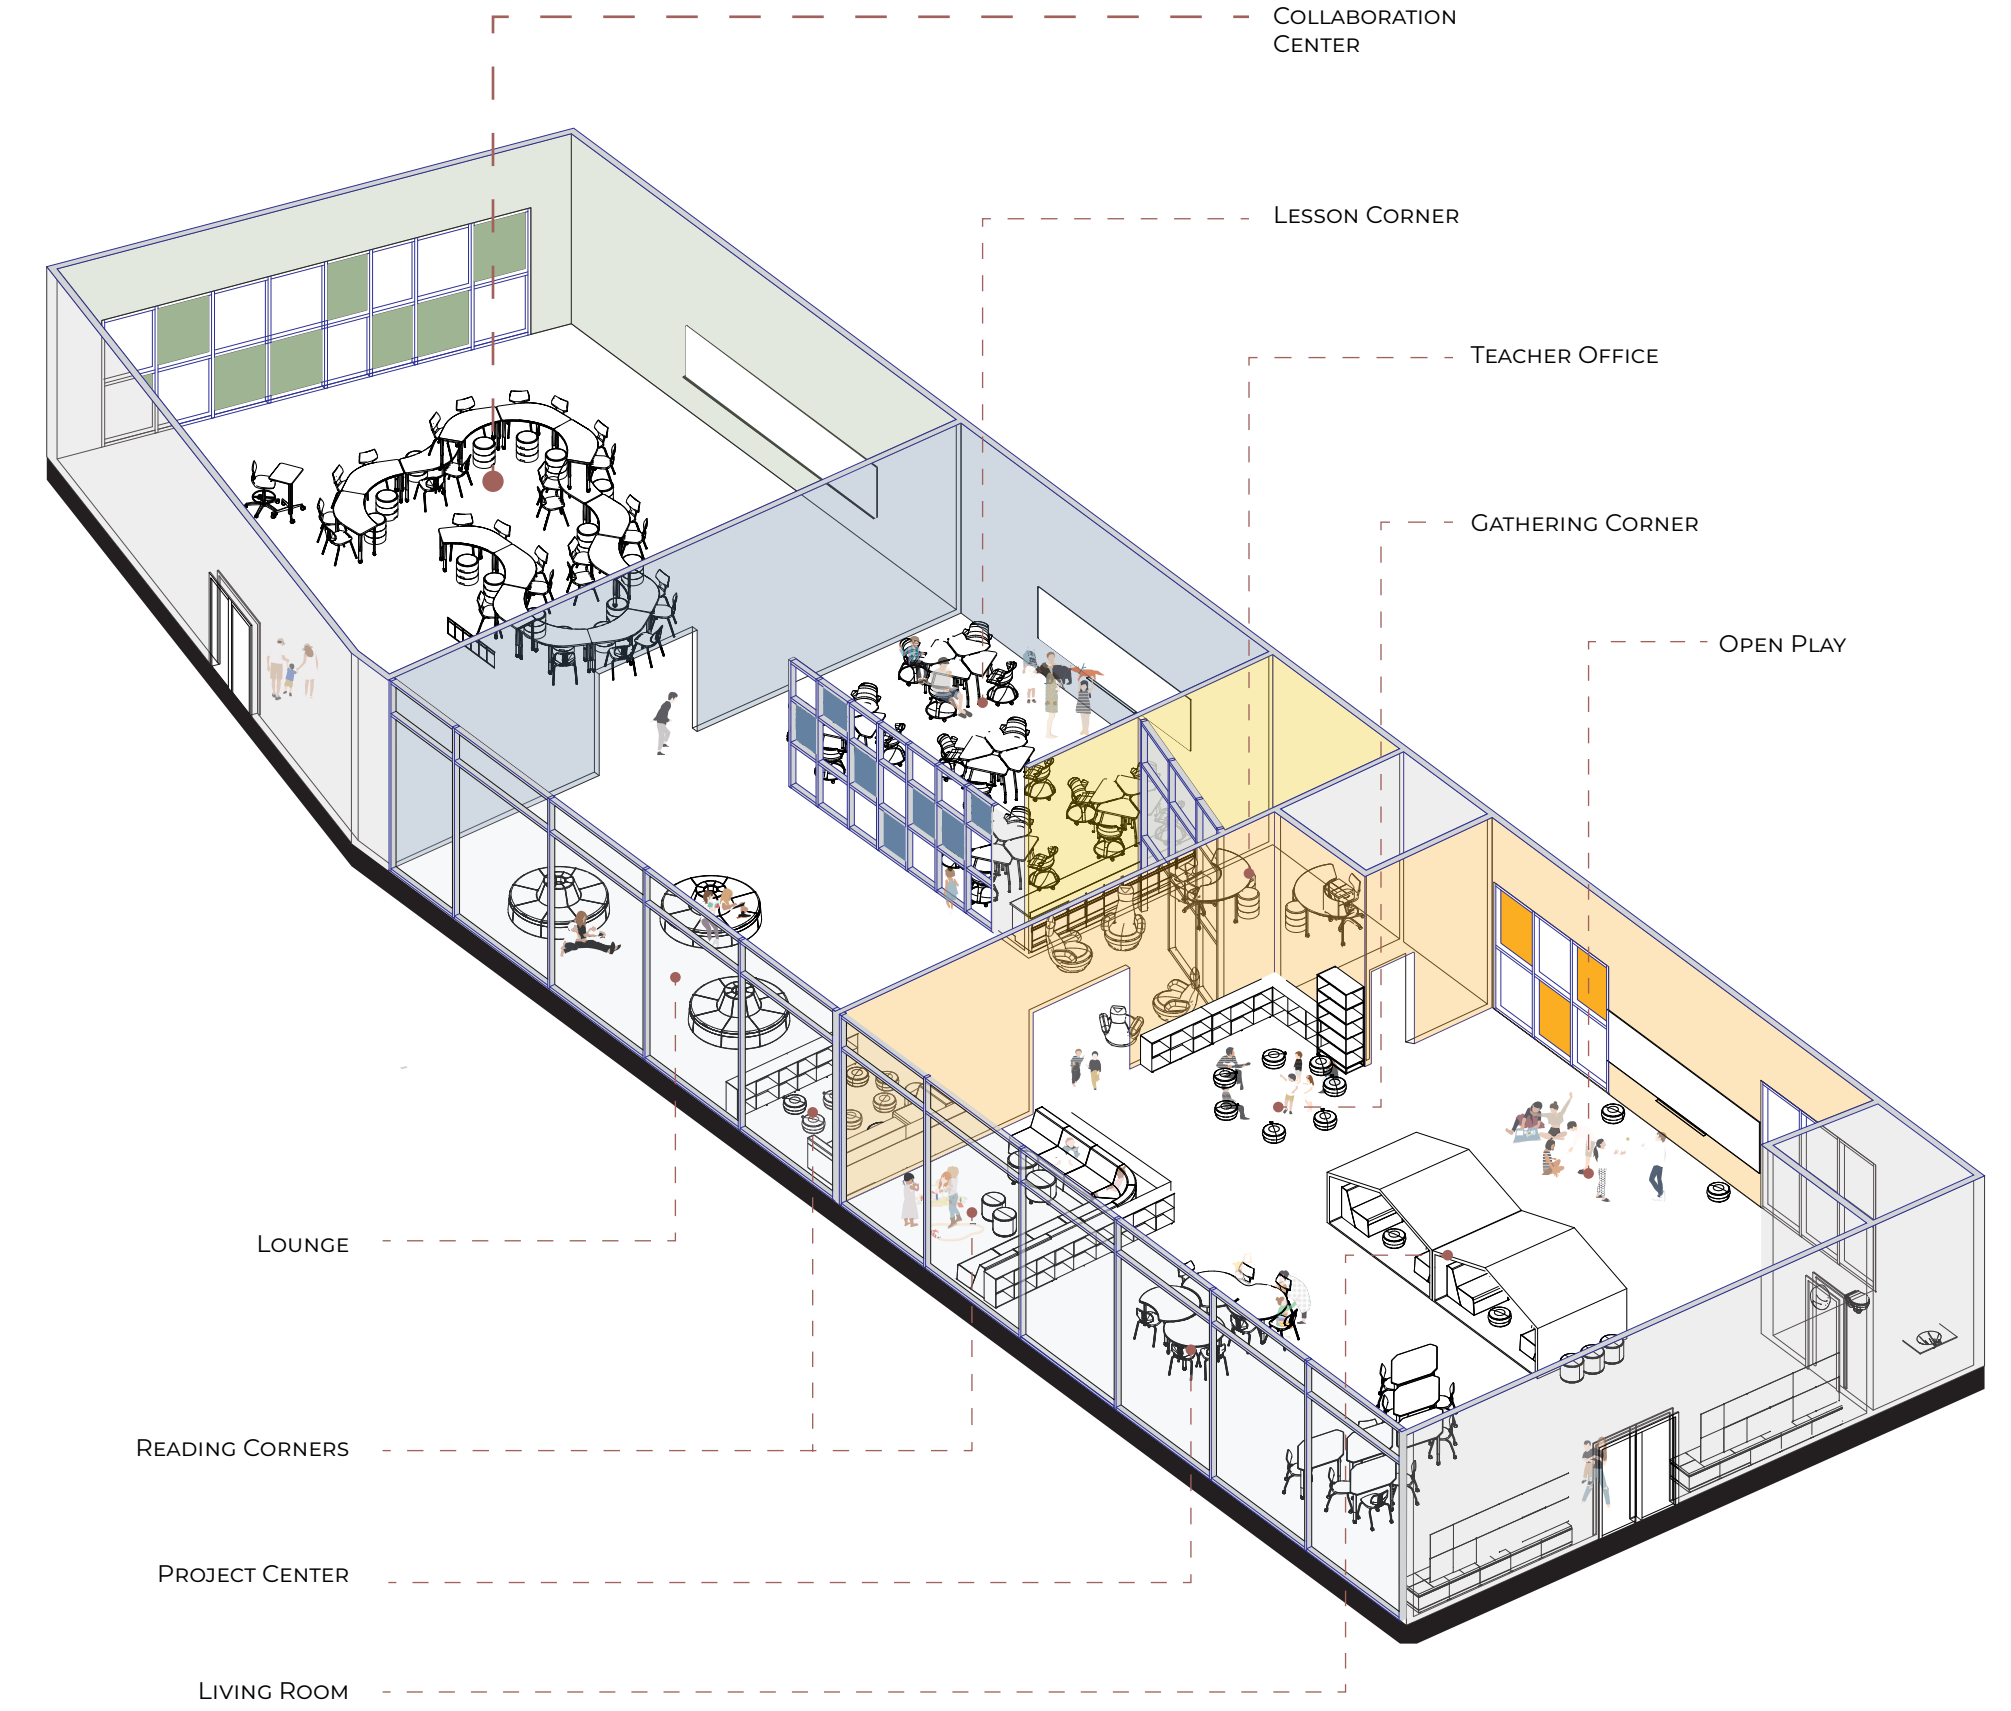 Collaboration
Center
Lesson Corner
Teacher Office
Gathering Corner
Open Play
Lounge
Reading Corners
Project Center
Living Room